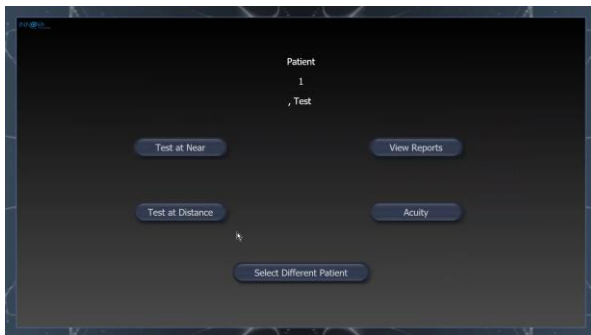 Patient
1
, Test
Test at Near
View Reports
Test at Distance
Acuity
Select Different Patient